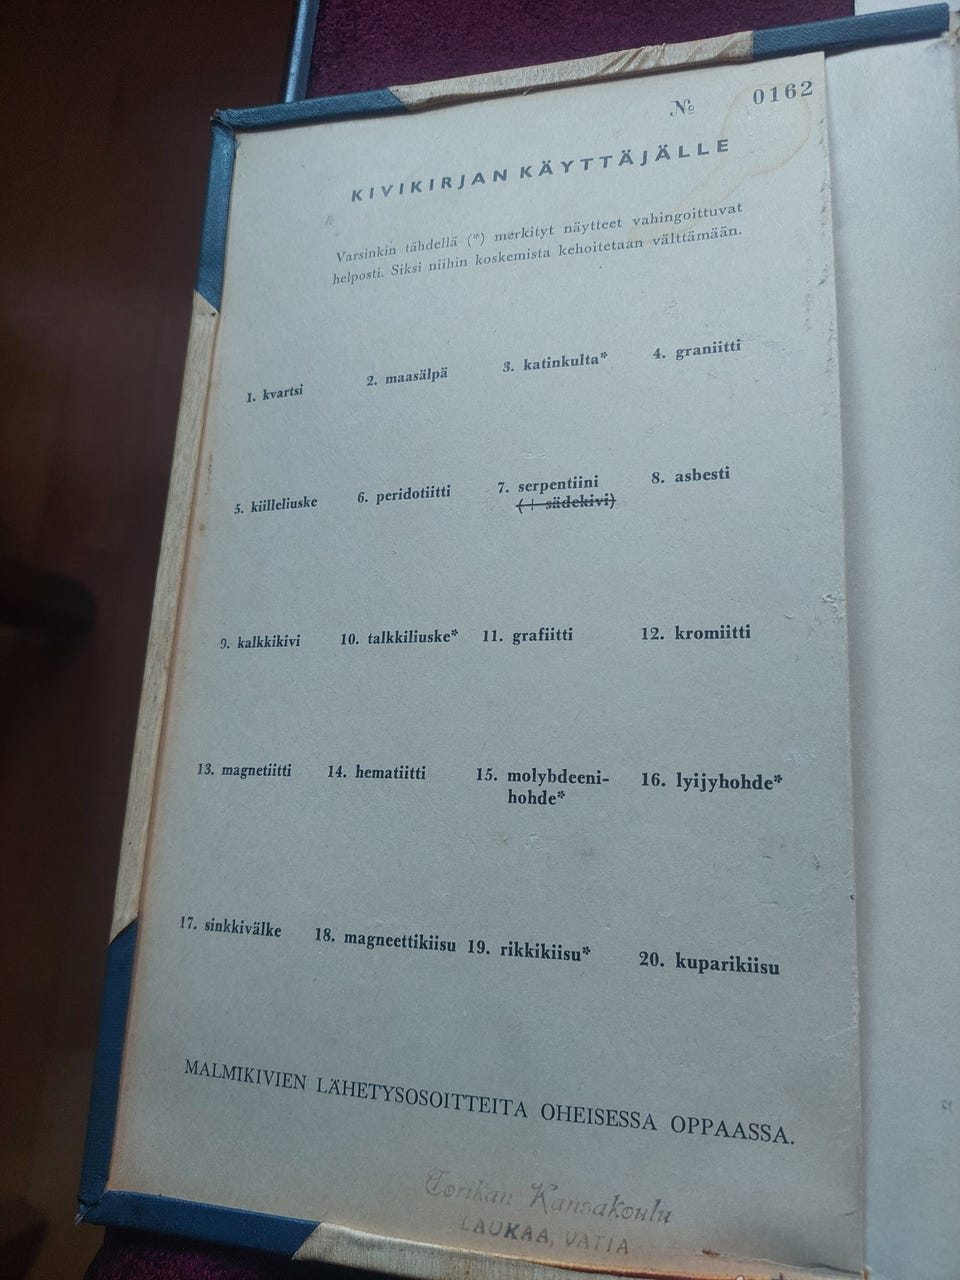 № 0162
KIVIKIRJAN KÄYTTÄJÄLLE
Varsinkin tähdellä (*) merkityt näytteet vahingoittuvat
helposti. Siksi niihin koskemista kehoitetaan välttämään.
1. kvartsi 2. maasälpä 3. katinkulta* 4. graniitti
5. kiilleliuske 6. peridotiitti 7. serpentiini 8. asbesti
(+ sädekivi)
9. kalkkikivi 10. talkkiliuske* 11. grafiitti 12. kromiitti
13. magnetiitti 14. hematiitti 15. molybdeeni- 16. lyijyhohde*
hohde*
17. sinkkivälke 18. magneettikiisu 19. rikkikiisu* 20. kuparikiisu
MALMIKIVIEN LÄHETYSOSOITTEITA OHEISESSA OPPAASSA.
Torikan Kansakoulu
LAUKAA, VATIA